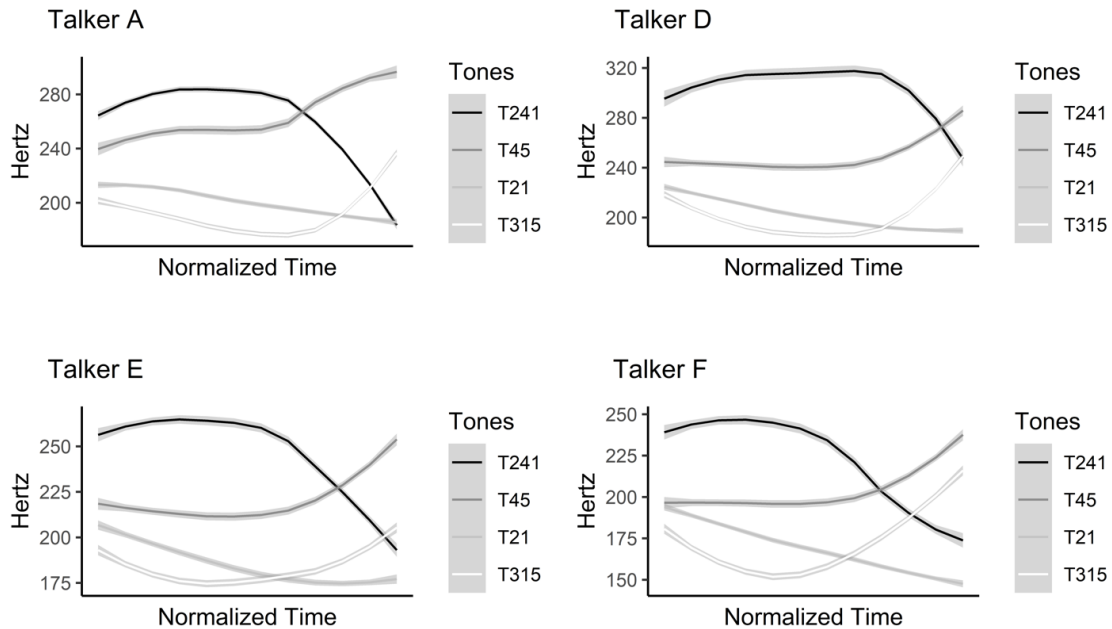 Talker A
Hertz
280
240
200
Normalized Time
Tones
T241
T45
T21
T315
Talker D
Hertz
320
280
240
200
Normalized Time
Tones
T241
T45
T21
T315
Talker E
Hertz
250
225
200
175
Normalized Time
Tones
T241
T45
T21
T315
Talker F
Hertz
250
225
200
175
150
Normalized Time
Tones
T241
T45
T21
T315